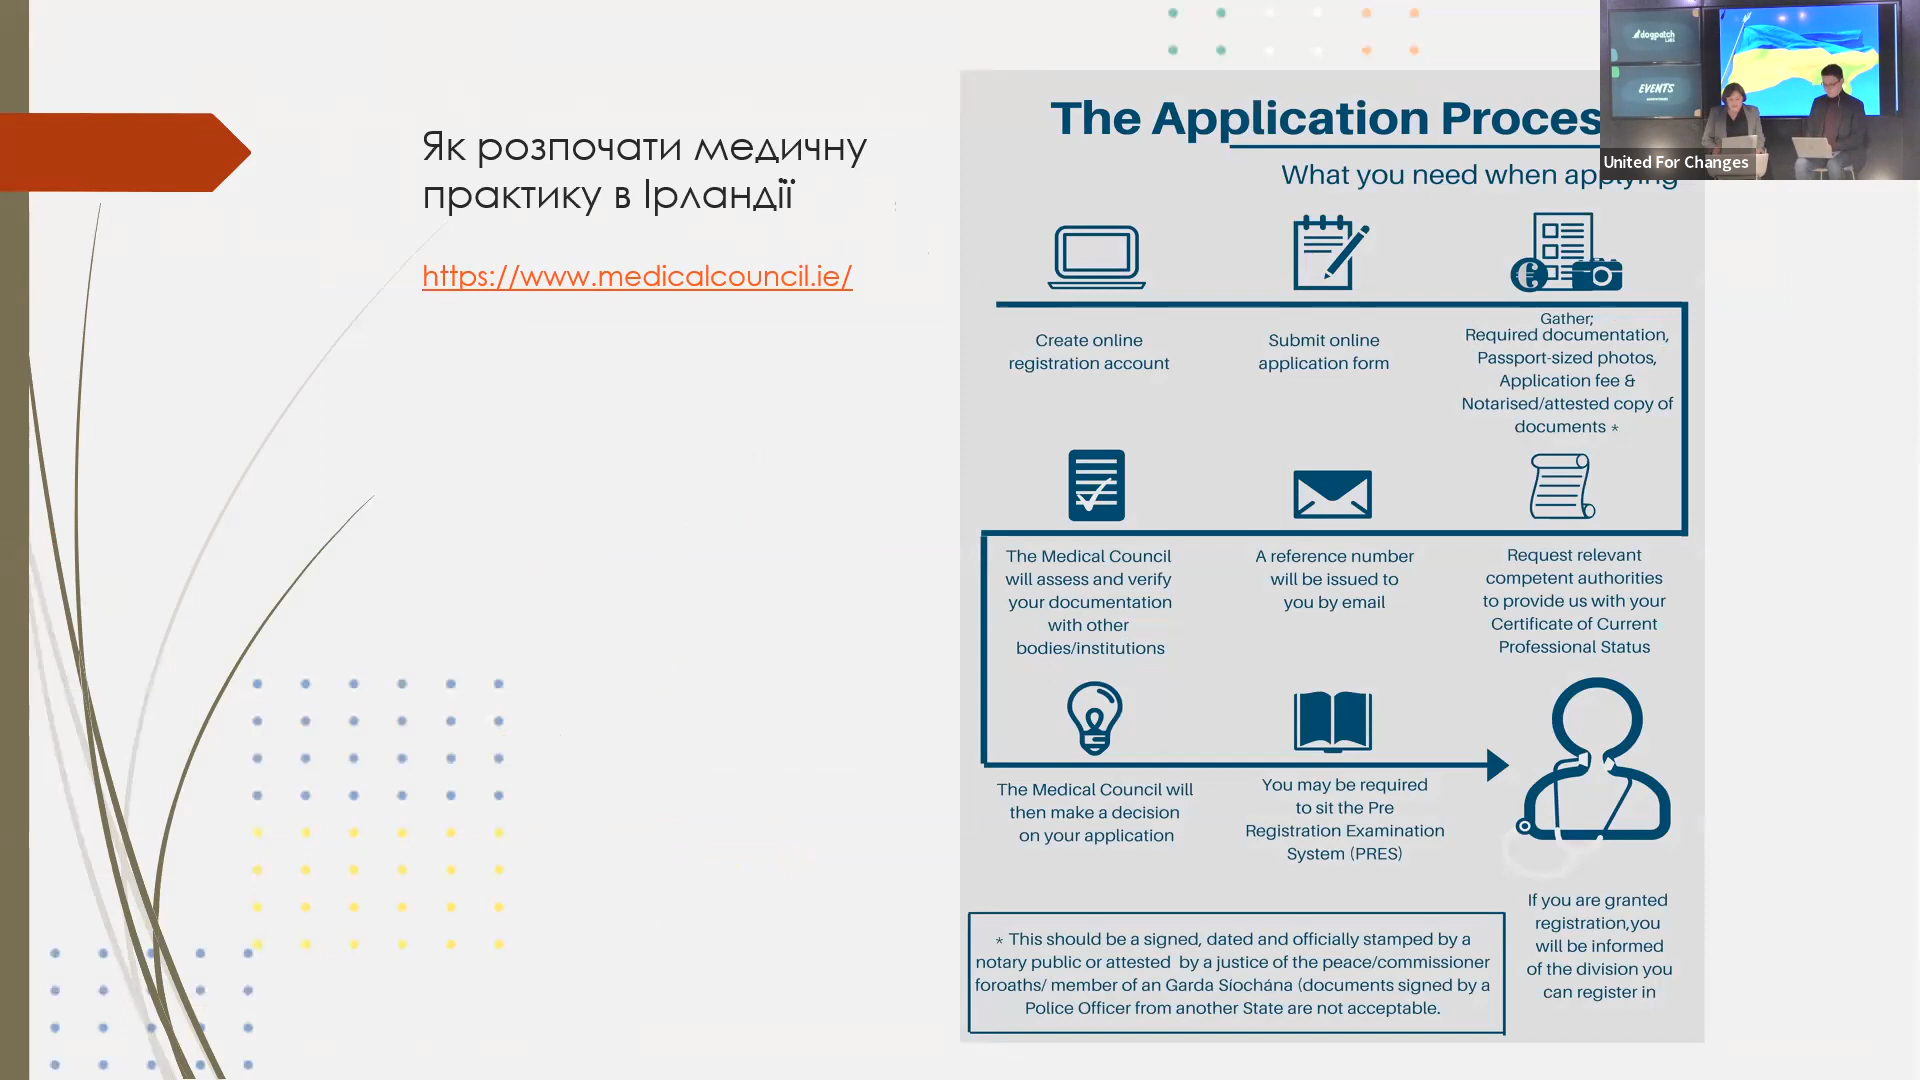 Як розпочати медичну
практику в Ірландії
https://www.medicalcouncil.ie/
The Application Proces
What you need when applying
Create online
registration account
Submit online
application form
Gather;
Required documentation,
Passport-sized photos,
Application fee &
Notarised/attested copy of
documents *
The Medical Council
will assess and verify
your documentation
with other
bodies/institutions
A reference number
will be issued to
you by email
Request relevant
competent authorities
to provide us with your
Certificate of Current
Professional Status
The Medical Council will
then make a decision
on your application
You may be required
to sit the Pre
Registration Examination
System (PRES)
If you are granted
registration,you
will be informed
of the division you
can register in
* This should be a signed, dated and officially stamped by a
notary public or attested by a justice of the peace/commissioner
foroaths/ member of an Garda Síochána (documents signed by a
Police Officer from another State are not acceptable.
dogpatch
LABS
EVENTS
United For Changes